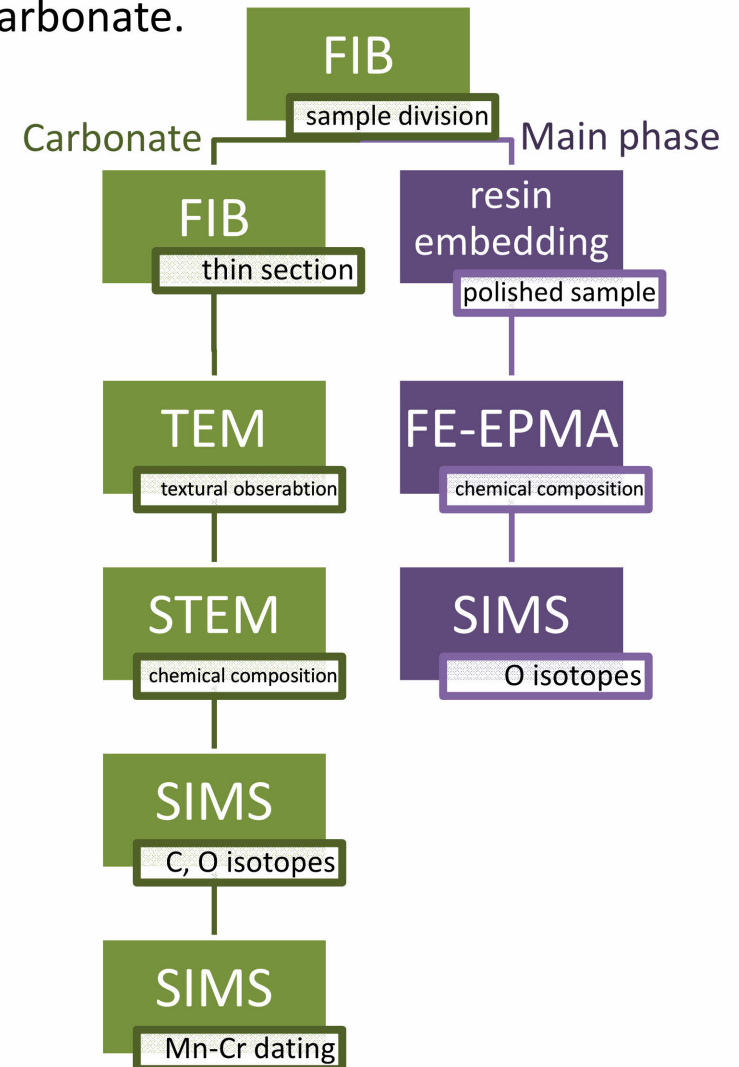 arbonate.
FIB
sample division
Carbonate
Main phase
FIB
thin section
resin
embedding
polished sample
TEM
textural obserabtion
FE-EPMA
chemical composition
STEM
chemical composition
SIMS
O isotopes
SIMS
C, O isotopes
SIMS
Mn-Cr dating